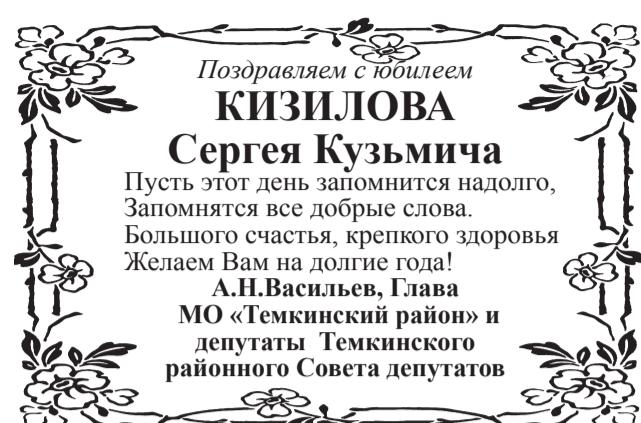 Поздравляем с юбилеем
КИЗИЛОВА
Сергея Кузьмича
Пусть этот день запомнится надолго,
Запомнятся все добрые слова.
Большого счастья, крепкого здоровья
Желаем Вам на долгие года!
А.Н.Васильев, Глава
МО «Темкинский район» и
депутаты Темкинского
районного Совета депутатов